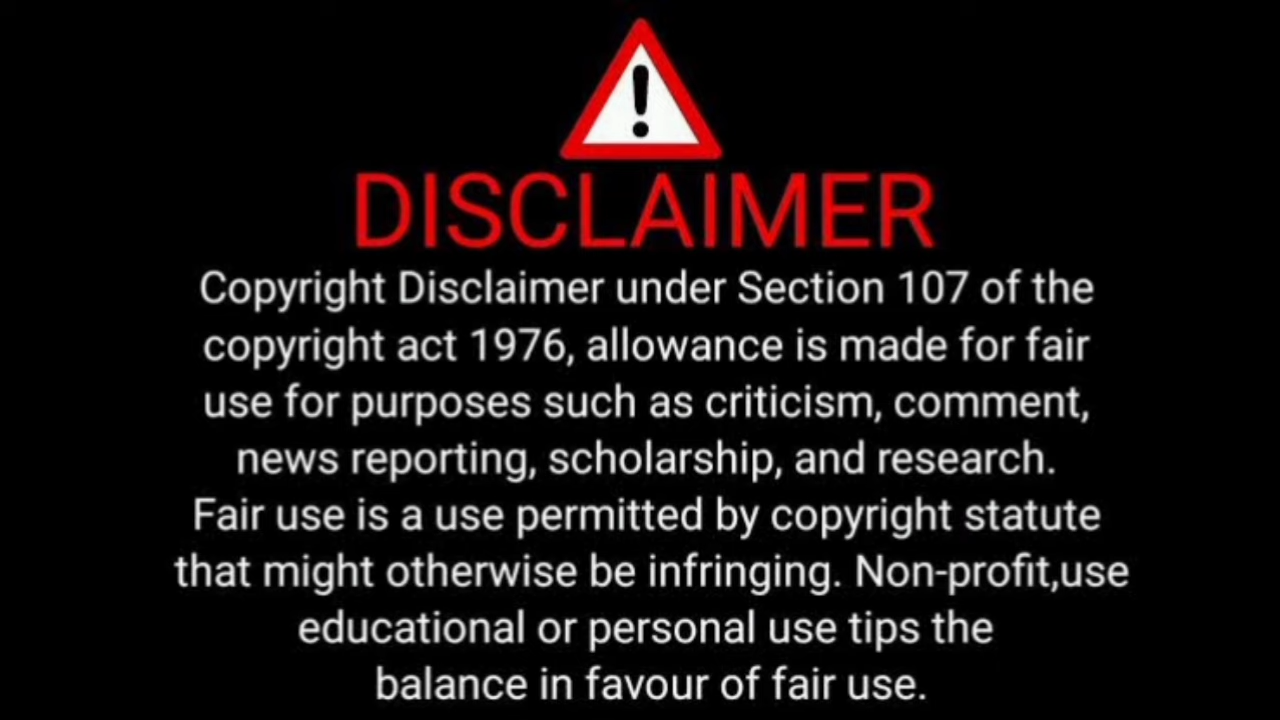 DISCLAIMER
Copyright Disclaimer under Section 107 of the
copyright act 1976, allowance is made for fair
use for purposes such as criticism, comment,
news reporting, scholarship, and research.
Fair use is a use permitted by copyright statute
that might otherwise be infringing. Non-profit,use
educational or personal use tips the
balance in favour of fair use.